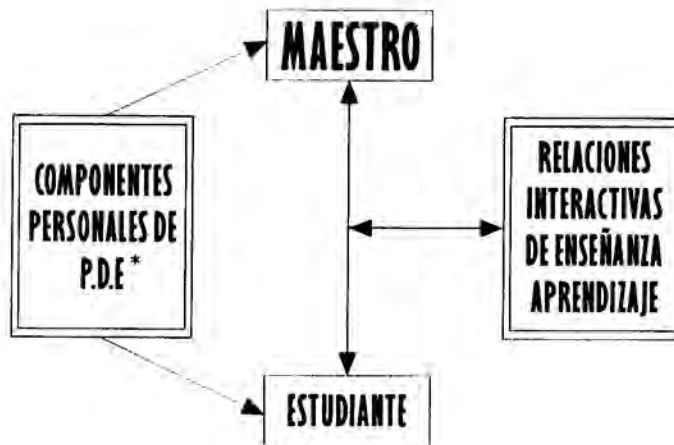 MAESTRO
COMPONENTES
PERSONALES DE
P.D.E *
RELACIONES
INTERACTIVAS
DE ENSEÑANZA
APRENDIZAJE
ESTUDIANTE